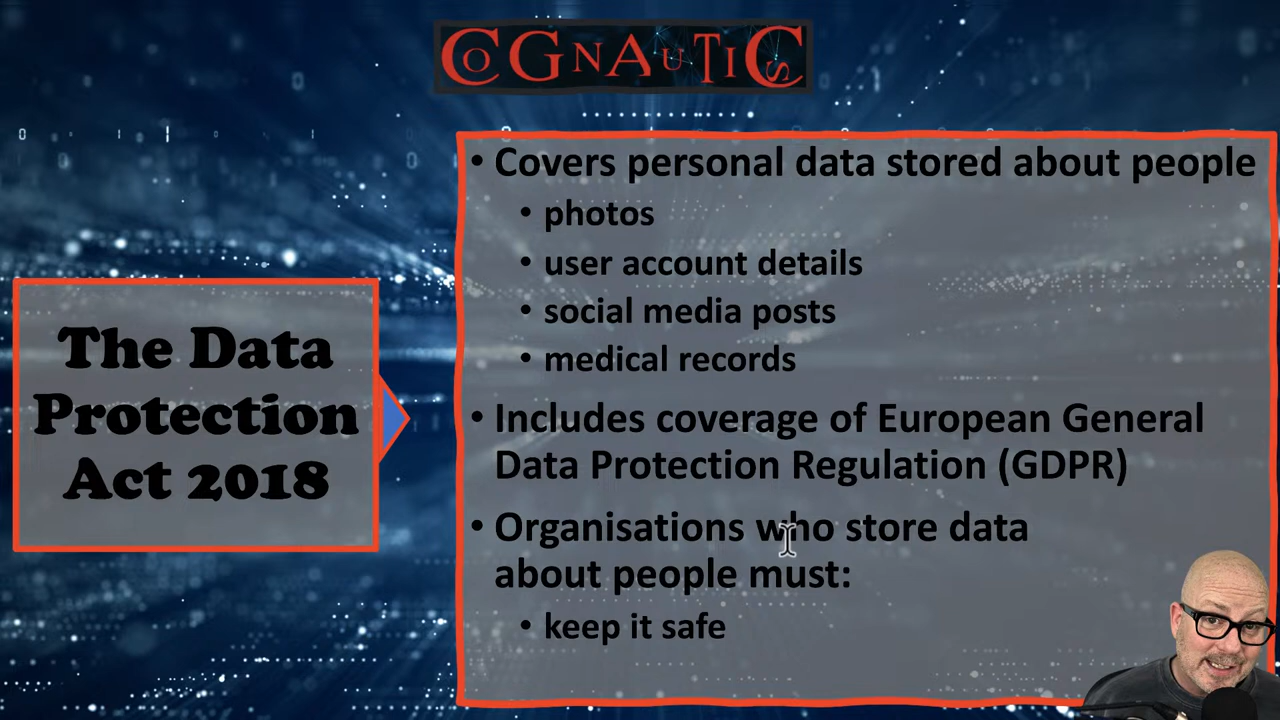 COGNAUTICS
The Data
Protection
Act 2018
• Covers personal data stored about people
• photos
• user account details
• social media posts
• medical records
• Includes coverage of European General
Data Protection Regulation (GDPR)
• Organisations who store data
about people must:
• keep it safe